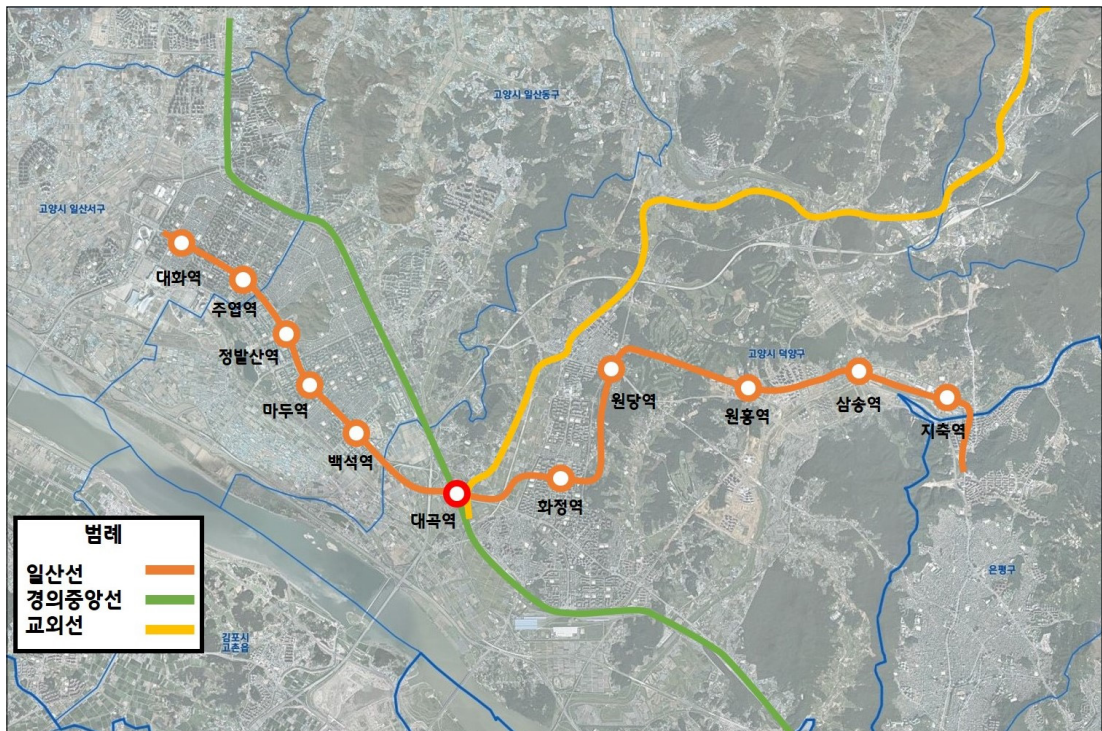 고양시 일산동구
고양시 일산서구
대화역
주엽역
정발산역
마두역
백석역
대곡역
화정역
원당역
고양시 덕양구
원흥역
삼송역
지축역
은평구
김포시
고촌읍
범례
일산선
경의중앙선
교외선